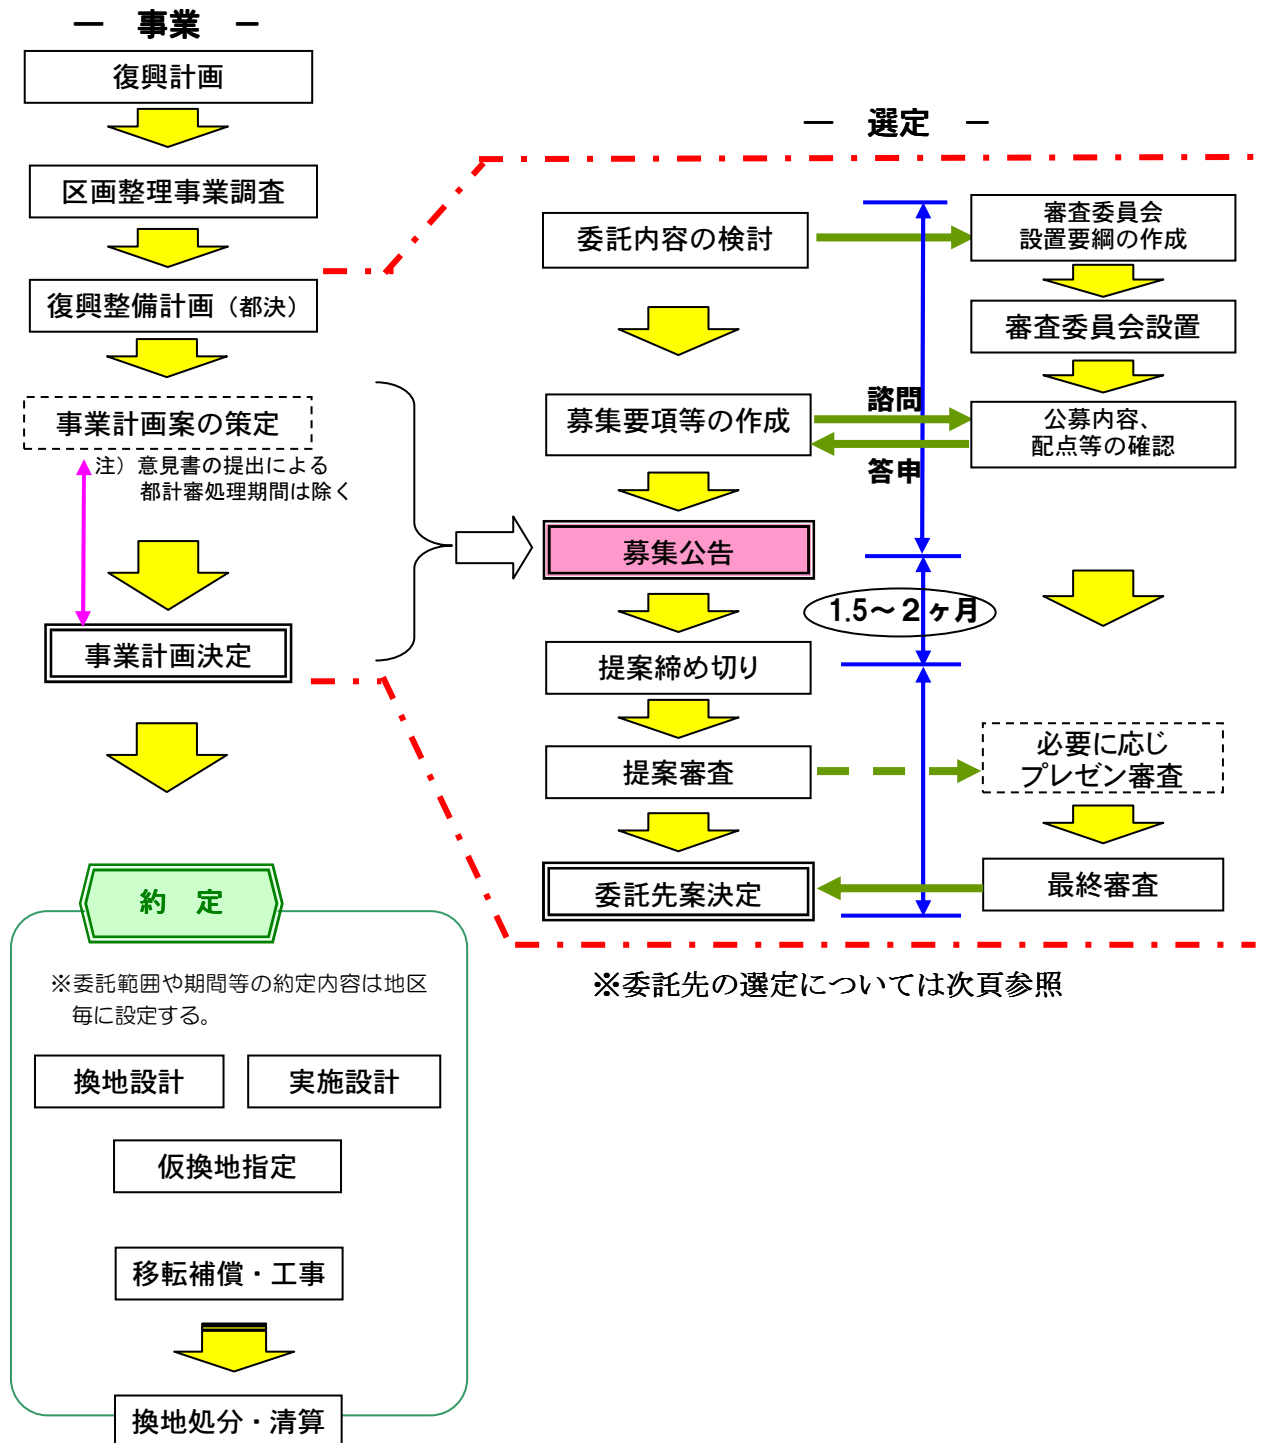 ― 事業 －
復興計画
区画整理事業調査
復興整備計画（都決）
事業計画案の策定
注）意見書の提出による
都計審処理期間は除く
事業計画決定
約 定
※委託範囲や期間等の約定内容は地区
毎に設定する。
換地設計
実施設計
仮換地指定
移転補償・工事
換地処分・清算
― 選定 －
委託内容の検討
募集要項等の作成
募集公告
提案締め切り
提案審査
委託先案決定
諮問
答申
1.5～２ヶ月
審査委員会
設置要綱の作成
審査委員会設置
公募内容、
配点等の確認
必要に応じ
プレゼン審査
最終審査
※委託先の選定については次頁参照